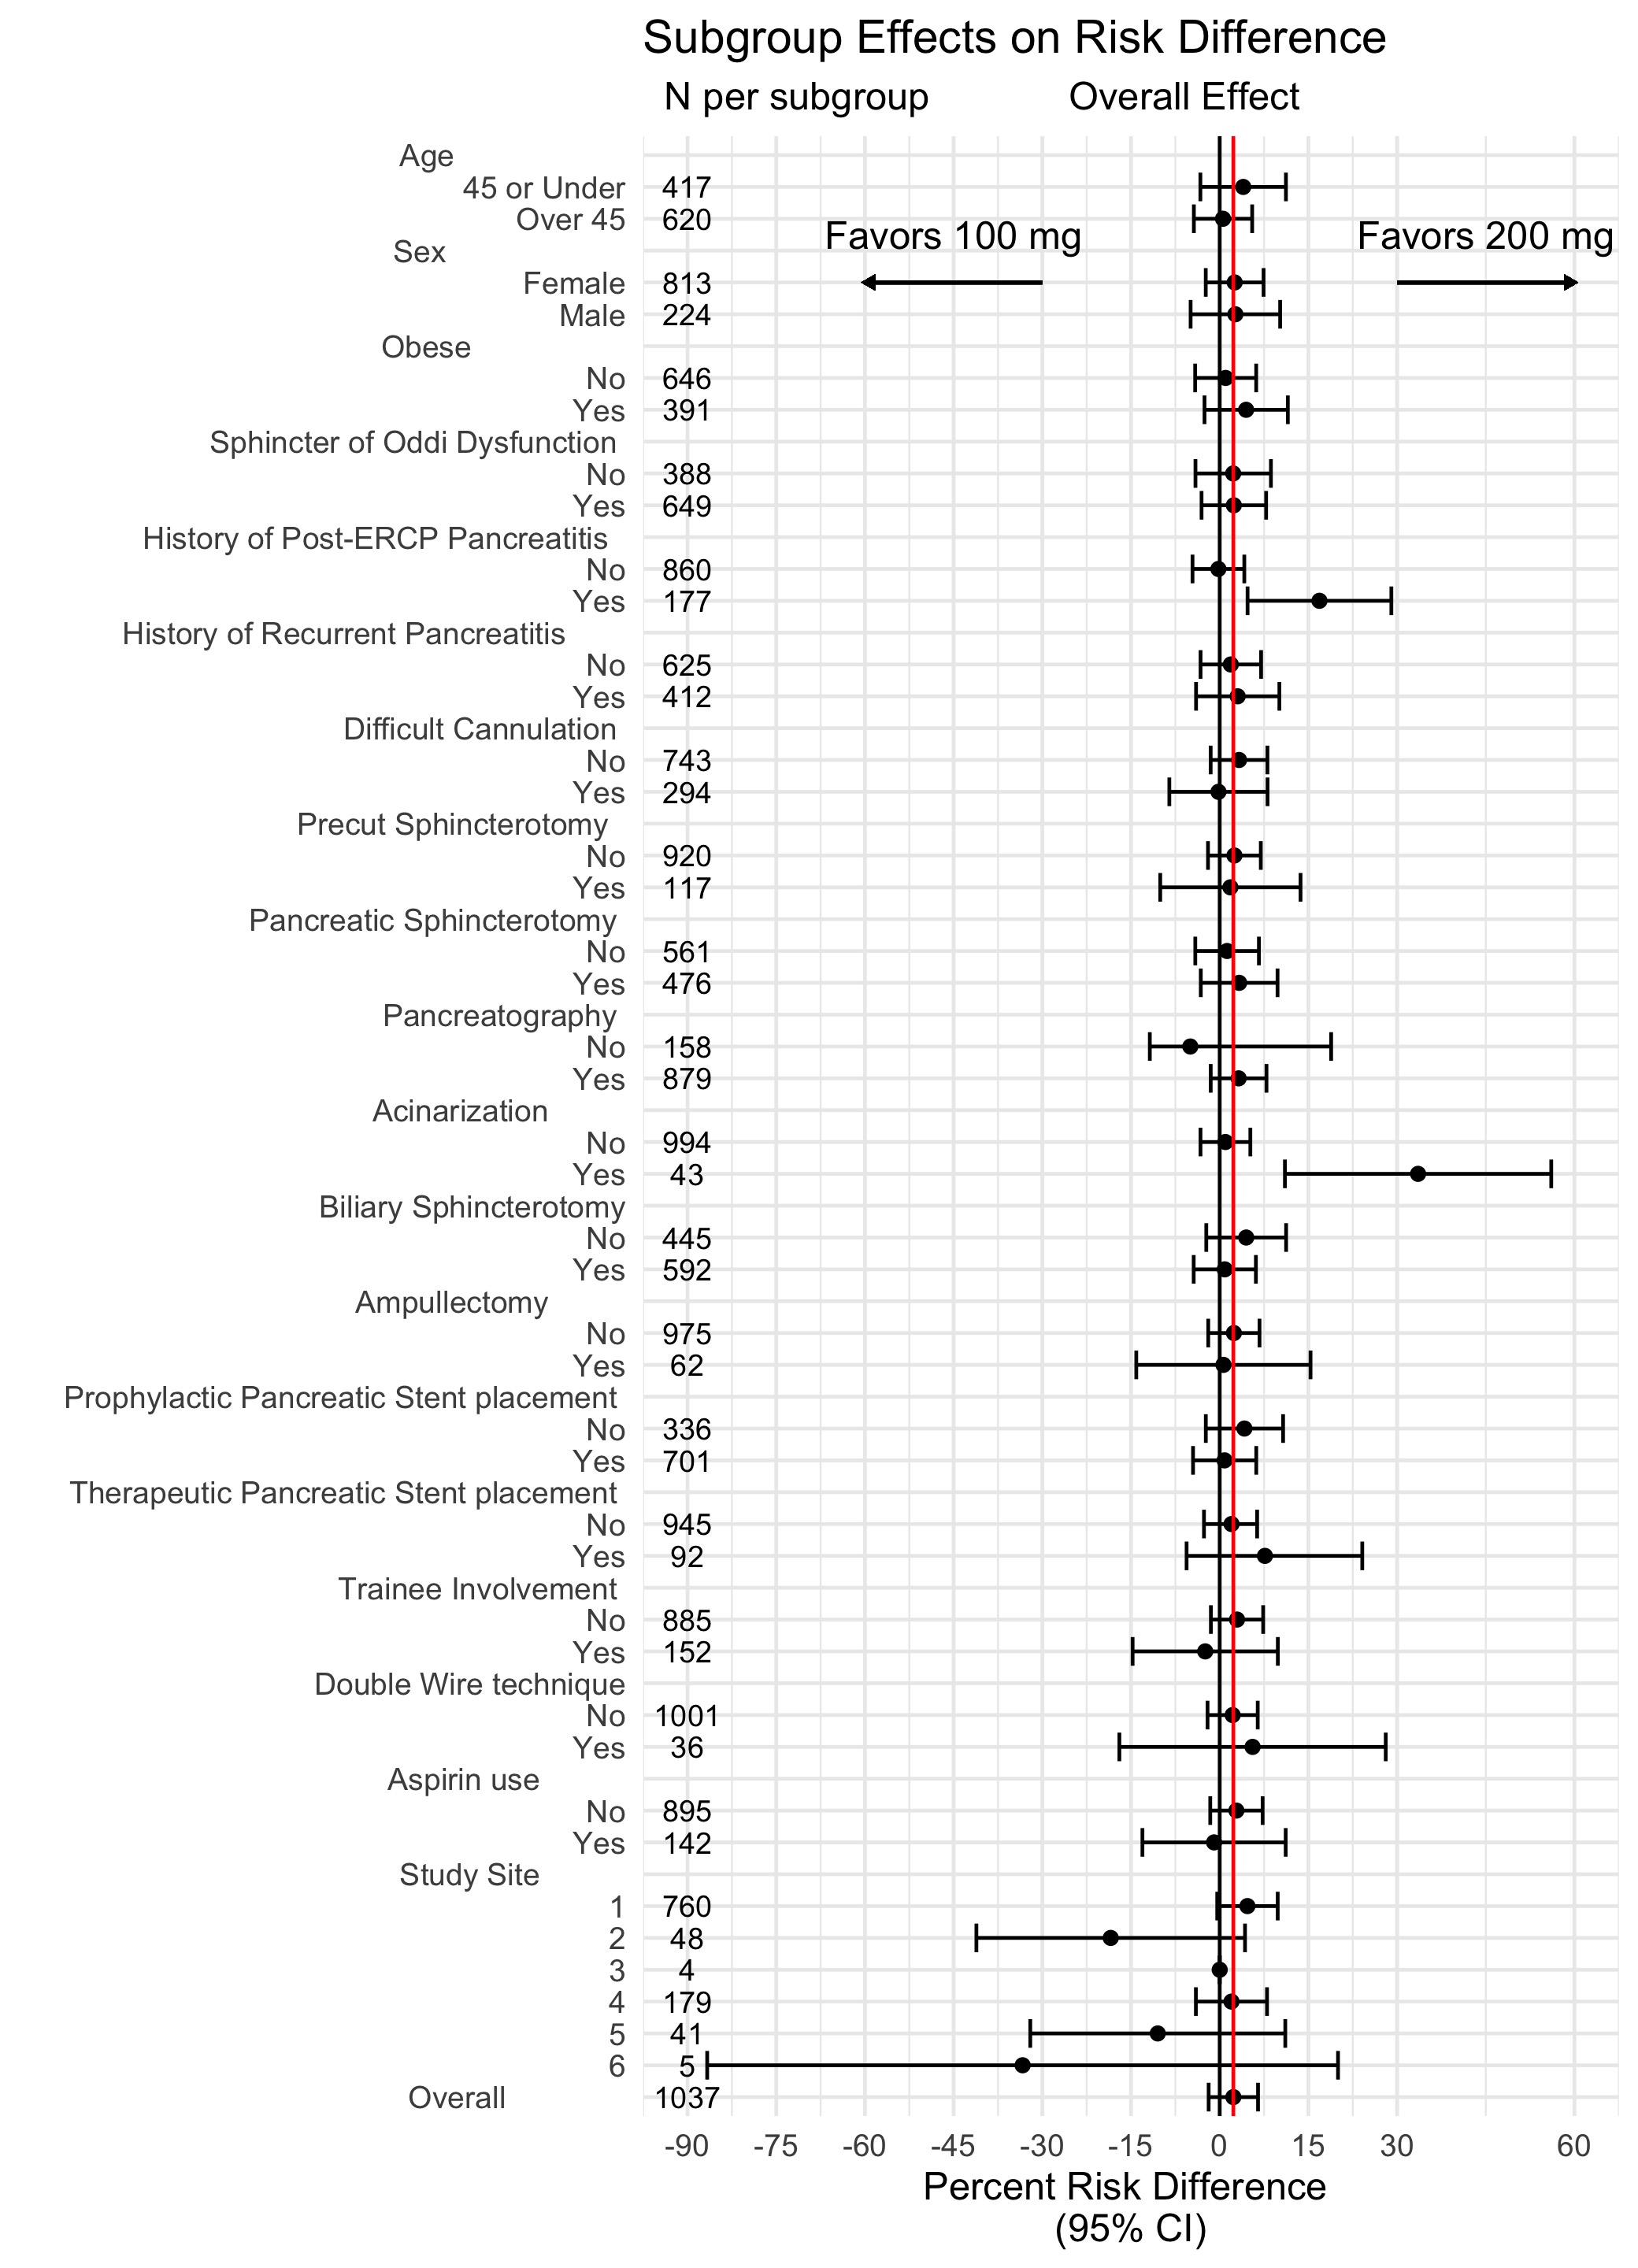 Subgroup Effects on Risk Difference
N per subgroup Overall Effect
Age
45 or Under 417
Over 45 620
Favors 100 mg Favors 200 mg
Sex
Female 813
Male 224
Obese
No 646
Yes 391
Sphincter of Oddi Dysfunction
No 388
Yes 649
History of Post-ERCP Pancreatitis
No 860
Yes 177
History of Recurrent Pancreatitis
No 625
Yes 412
Difficult Cannulation
No 743
Yes 294
Precut Sphincterotomy
No 920
Yes 117
Pancreatic Sphincterotomy
No 561
Yes 476
Pancreatography
No 158
Yes 879
Acinarization
No 994
Yes 43
Biliary Sphincterotomy
No 445
Yes 592
Ampullectomy
No 975
Yes 62
Prophylactic Pancreatic Stent placement
No 336
Yes 701
Therapeutic Pancreatic Stent placement
No 945
Yes 92
Trainee Involvement
No 885
Yes 152
Double Wire technique
No 1001
Yes 36
Aspirin use
No 895
Yes 142
Study Site
1 760
2 48
3 4
4 179
5 41
6 5
Overall 1037
-90 -75 -60 -45 -30 -15 0 15 30 60
Percent Risk Difference
(95% CI)